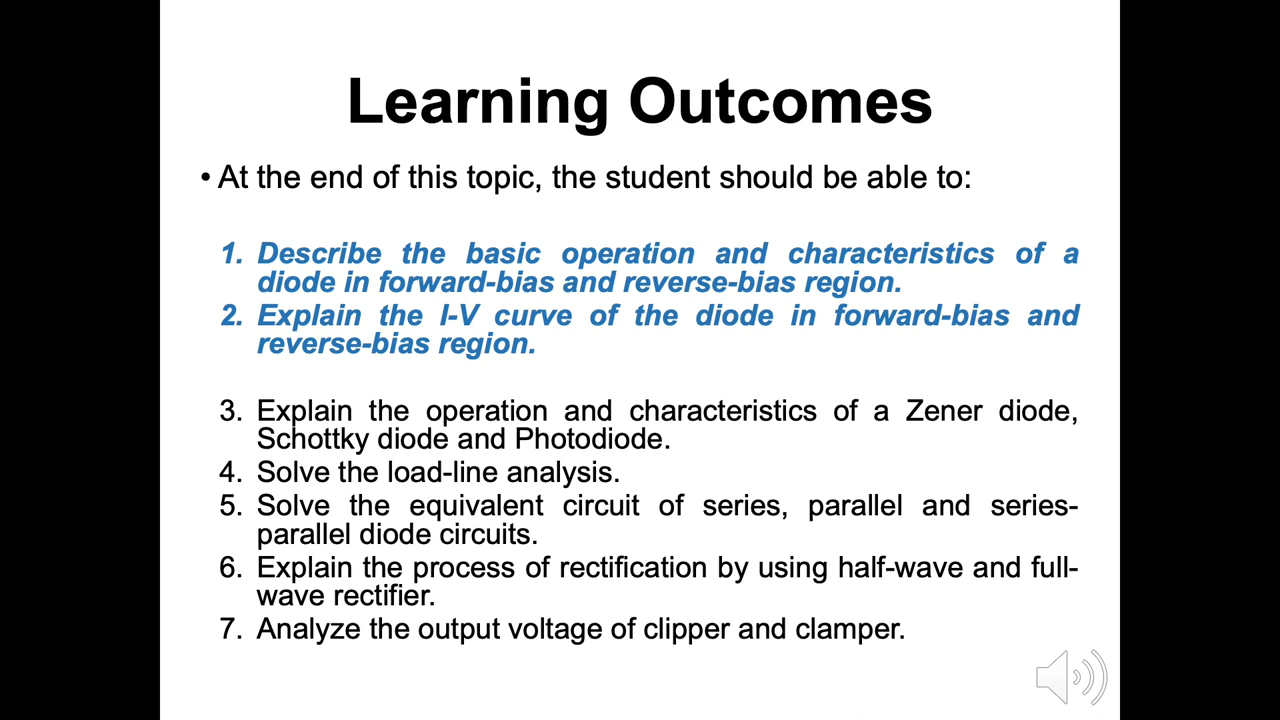 Learning Outcomes
• At the end of this topic, the student should be able to:
1. Describe the basic operation and characteristics of a
diode in forward-bias and reverse-bias region.
2. Explain the I-V curve of the diode in forward-bias and
reverse-bias region.
3. Explain the operation and characteristics of a Zener diode,
Schottky diode and Photodiode.
4. Solve the load-line analysis.
5. Solve the equivalent circuit of series, parallel and series-
parallel diode circuits.
6. Explain the process of rectification by using half-wave and full-
wave rectifier.
7. Analyze the output voltage of clipper and clamper.